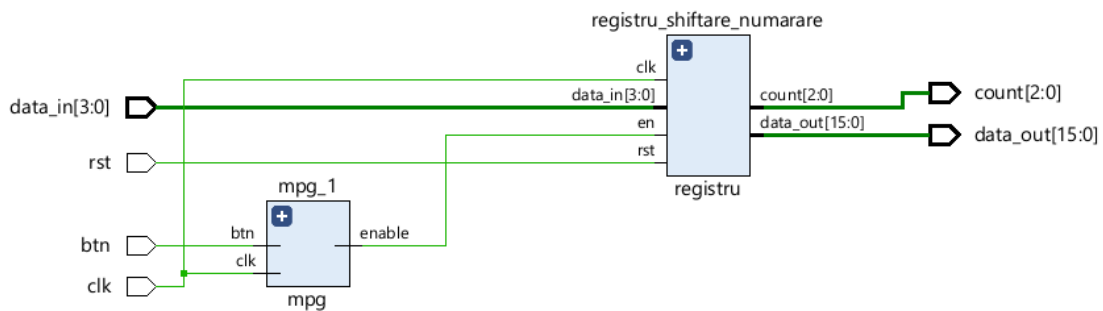 registru_shiftare_numarare
clk
data_in[3:0]
data_in[3:0]
count[2:0]
count[2:0]
en
data_out[15:0]
data_out[15:0]
rst
rst
registru
mpg_1
btn
btn
enable
clk
clk
mpg